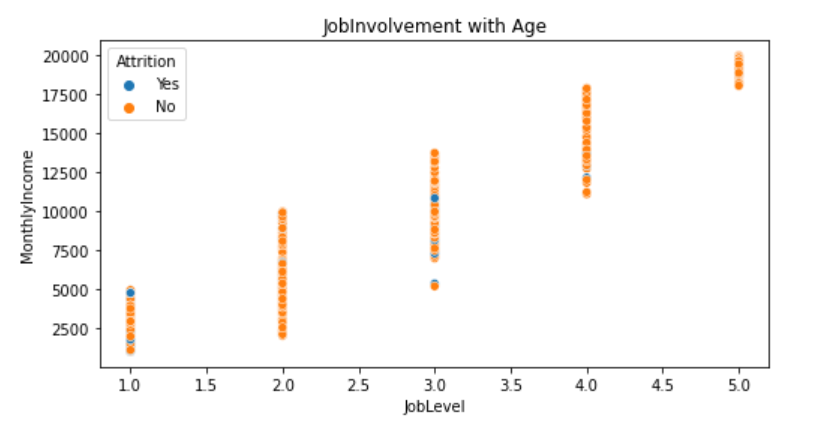 JobInvolvement with Age
Attrition
Yes
No
MonthlyIncome
20000
17500
15000
12500
10000
7500
5000
2500
1.0 1.5 2.0 2.5 3.0 3.5 4.0 4.5 5.0
JobLevel